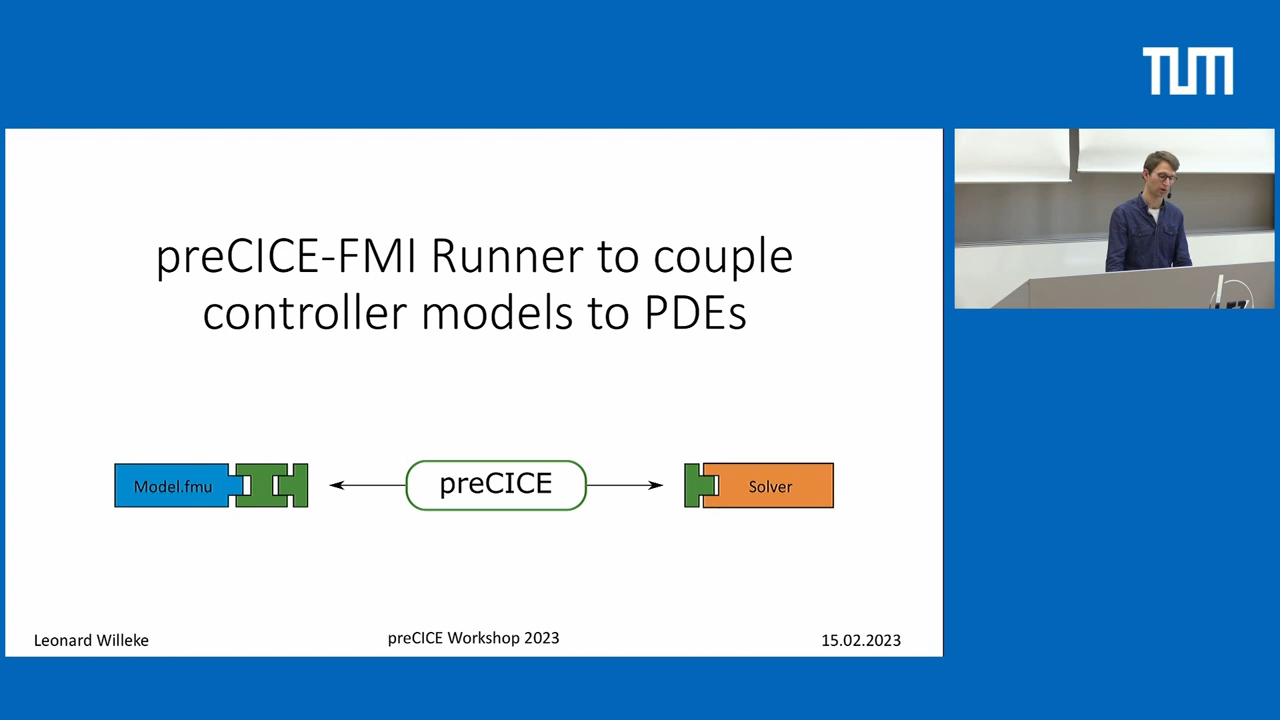 TUM
preCICE-FMI Runner to couple
controller models to PDEs
Model.fmu
preCICE
Solver
Leonard Willeke
preCICE Workshop 2023
15.02.2023